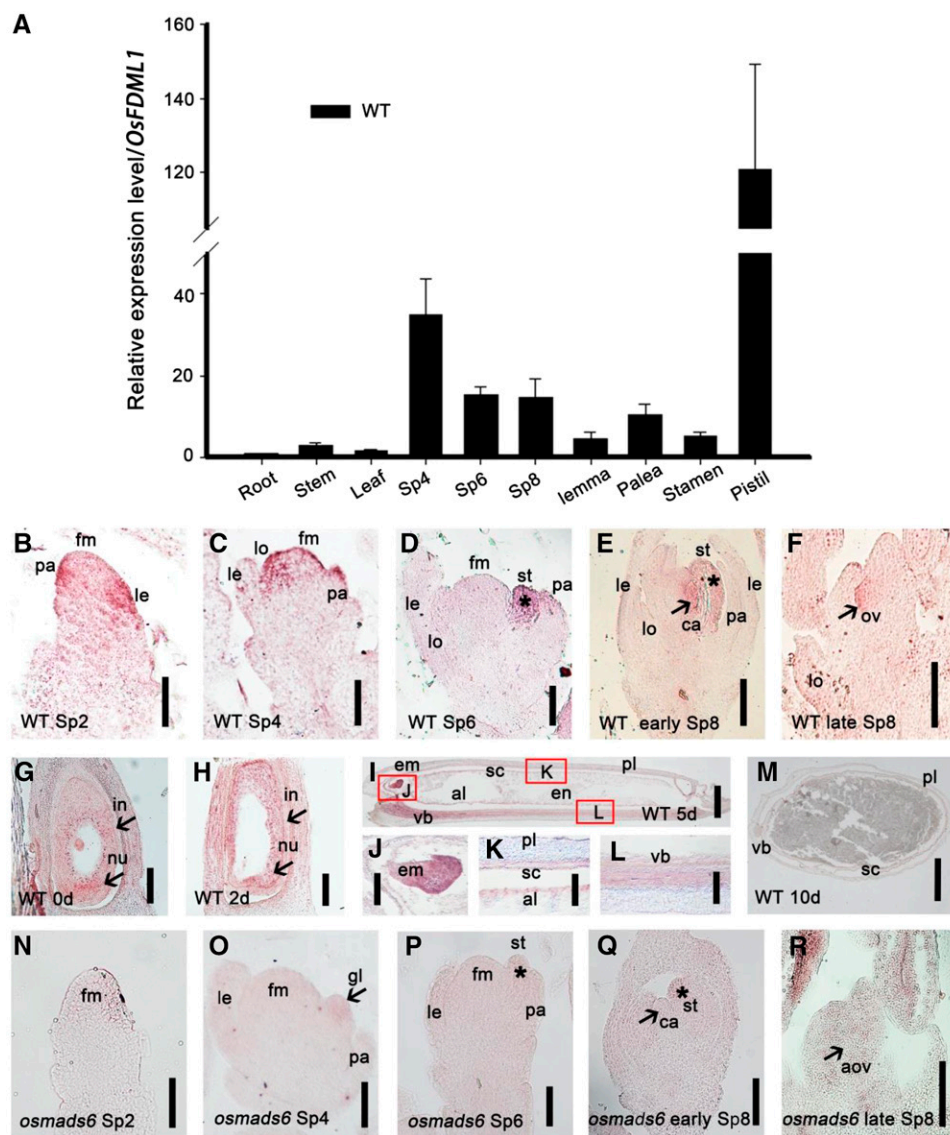 A
Relative expression level/OsFDML1
160
140
120
40
20
0
WT
Root Stem Leaf Sp4 Sp6 Sp8 lemma Palea Stamen Pistil
B
fm
pa
le
WT Sp2
C
lo
fm
le
pa
WT Sp4
D
fm
st
pa
le
*
lo
WT Sp6
E
st
le
*
lo
ca
pa
WT early Sp8
F
ov
lo
WT late Sp8
G
in
nu
WT 0d
H
in
nu
WT 2d
I
em
sc
K
pl
J
al
en
vb
L
WT 5d
J
em
K
pl
sc
al
L
vb
M
pl
vb
sc
WT 10d
N
fm
osmads6 Sp2
O
fm
gl
le
pa
osmads6 Sp4
P
st
fm
*
le
pa
osmads6 Sp6
Q
*
st
ca
osmads6 early Sp8
R
aov
osmads6 late Sp8